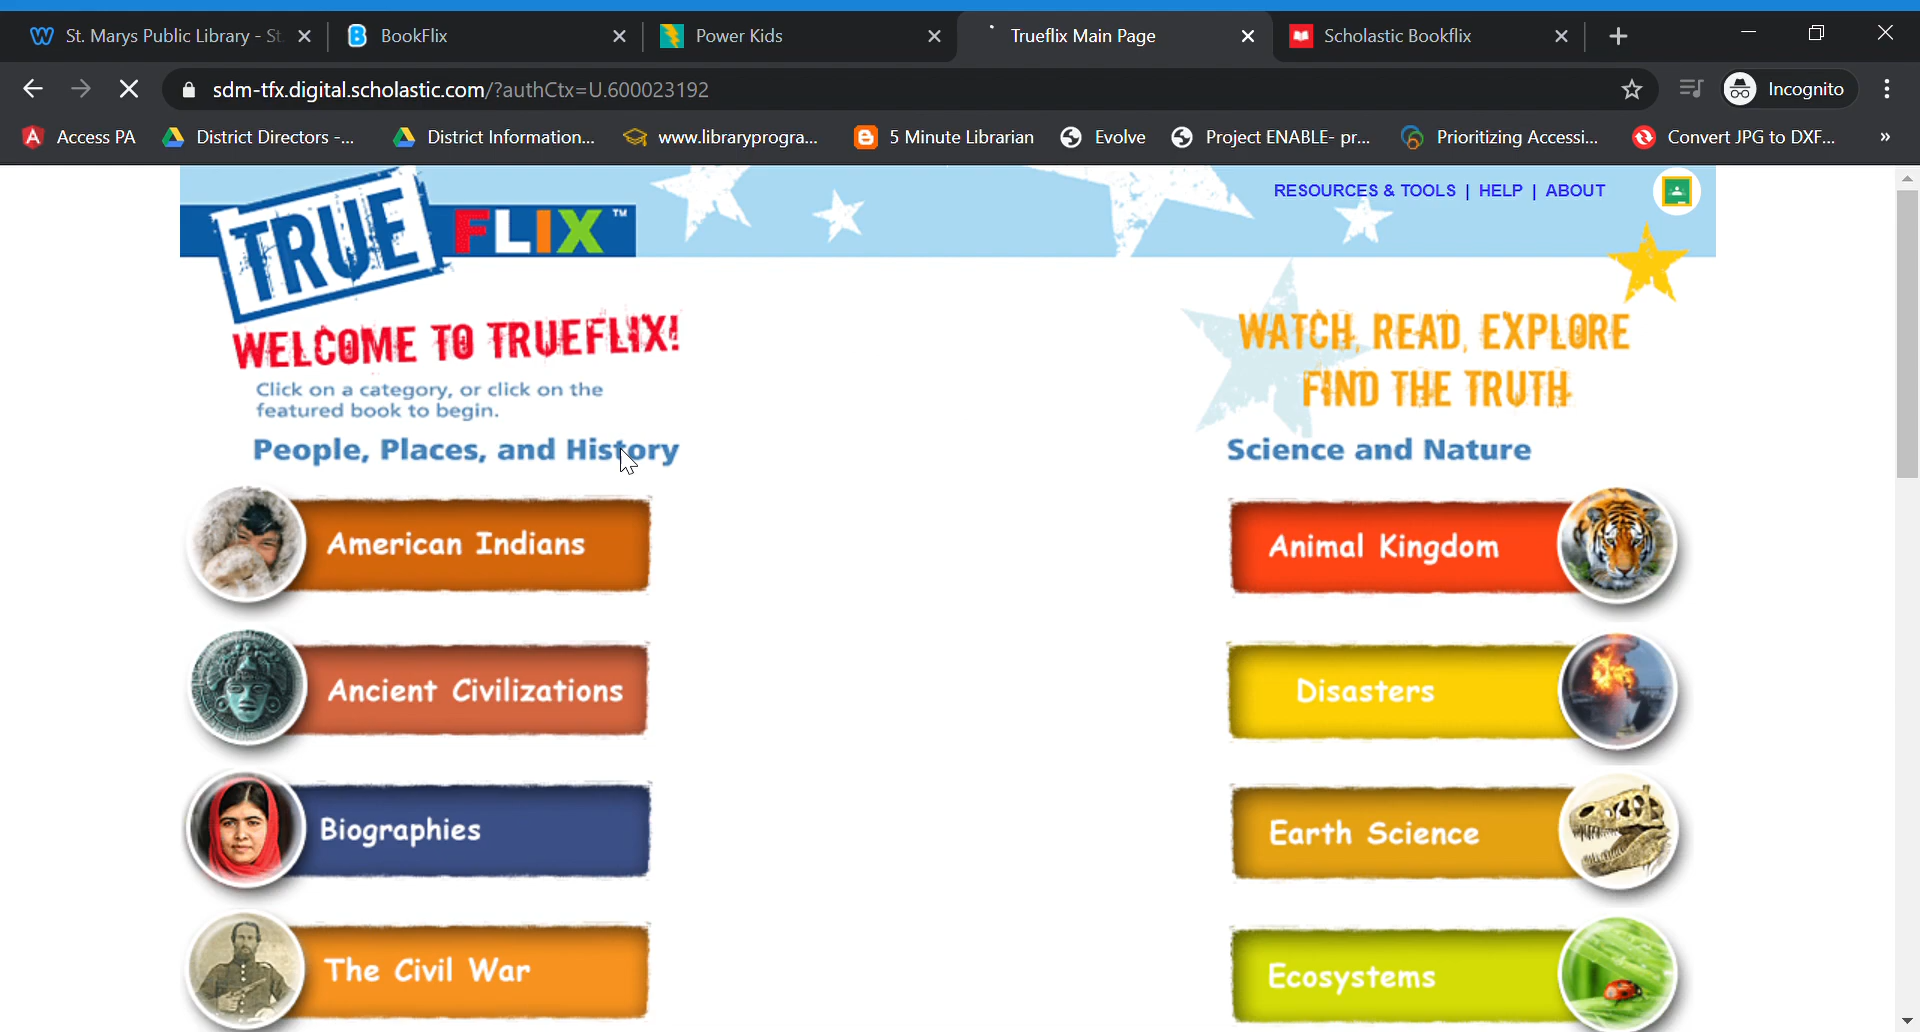 St. Marys Public Library - St.
BookFlix
Power Kids
Trueflix Main Page
Scholastic Bookflix
sdm-tfx.digital.scholastic.com/?authCtx=U.600023192
Incognito
Access PA
District Directors -...
District Information...
www.libraryprogra...
5 Minute Librarian
Evolve
Project ENABLE- pr...
Prioritizing Accessi...
Convert JPG to DXF...
»
TRUE FLIX™
RESOURCES & TOOLS | HELP | ABOUT
WELCOME TO TRUEFLIX!
Click on a category, or click on the
featured book to begin.
WATCH, READ, EXPLORE
FIND THE TRUTH
People, Places, and History
Science and Nature
American Indians
Animal Kingdom
Ancient Civilizations
Disasters
Biographies
Earth Science
The Civil War
Ecosystems